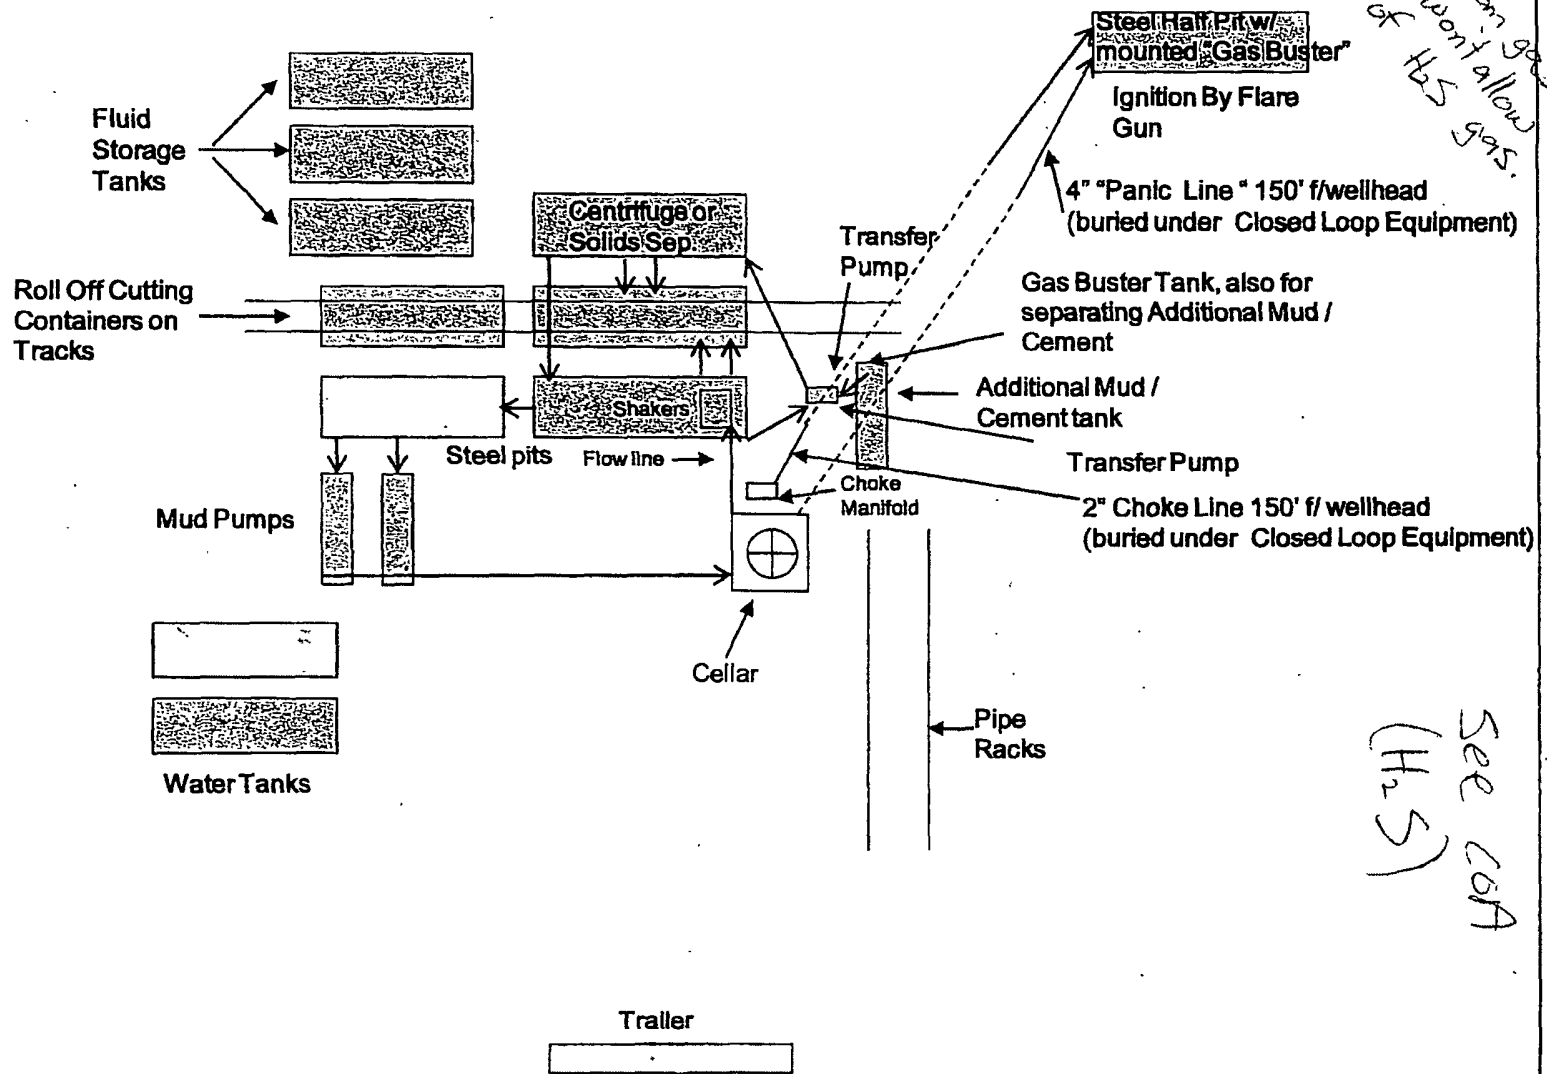 Steel Half Pit w/
mounted "Gas Buster"
Ignition By Flare
Gun
won't allow
of H2S gas.
Fluid
Storage
Tanks
4" "Panic Line " 150' f/wellhead
(buried under Closed Loop Equipment)
Centrifuge or
Solids Sep
Transfer
Pump
Roll Off Cutting
Containers on
Tracks
Gas Buster Tank, also for
separating Additional Mud /
Cement
Shakers
Additional Mud /
Cement tank
Steel pits
Flow line
Transfer Pump
Choke
Manifold
2" Choke Line 150' f/ wellhead
(buried under Closed Loop Equipment)
Mud Pumps
Cellar
Pipe
Racks
Water Tanks
See COA
(H2S)
Trailer